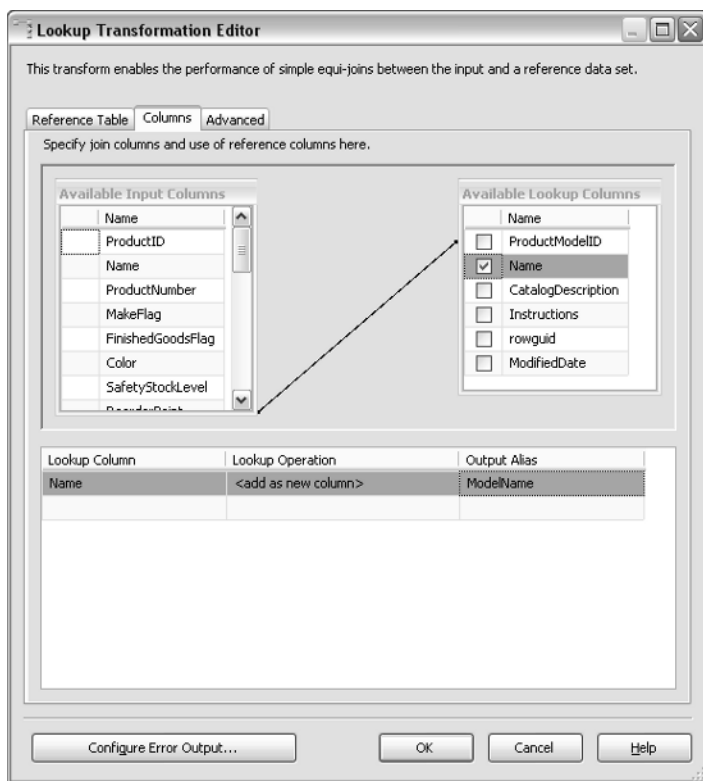 Lookup Transformation Editor
This transform enables the performance of simple equi-joins between the input and a reference data set.
Reference Table Columns Advanced
Specify join columns and use of reference columns here.
Available Input Columns
Name
ProductID
Name
ProductNumber
MakeFlag
FinishedGoodsFlag
Color
SafetyStockLevel
ReorderPoint
Available Lookup Columns
Name
ProductModelID
Name
CatalogDescription
Instructions
rowguid
ModifiedDate
Lookup Column Lookup Operation Output Alias
Name <add as new column> ModelName
Configure Error Output... OK Cancel Help